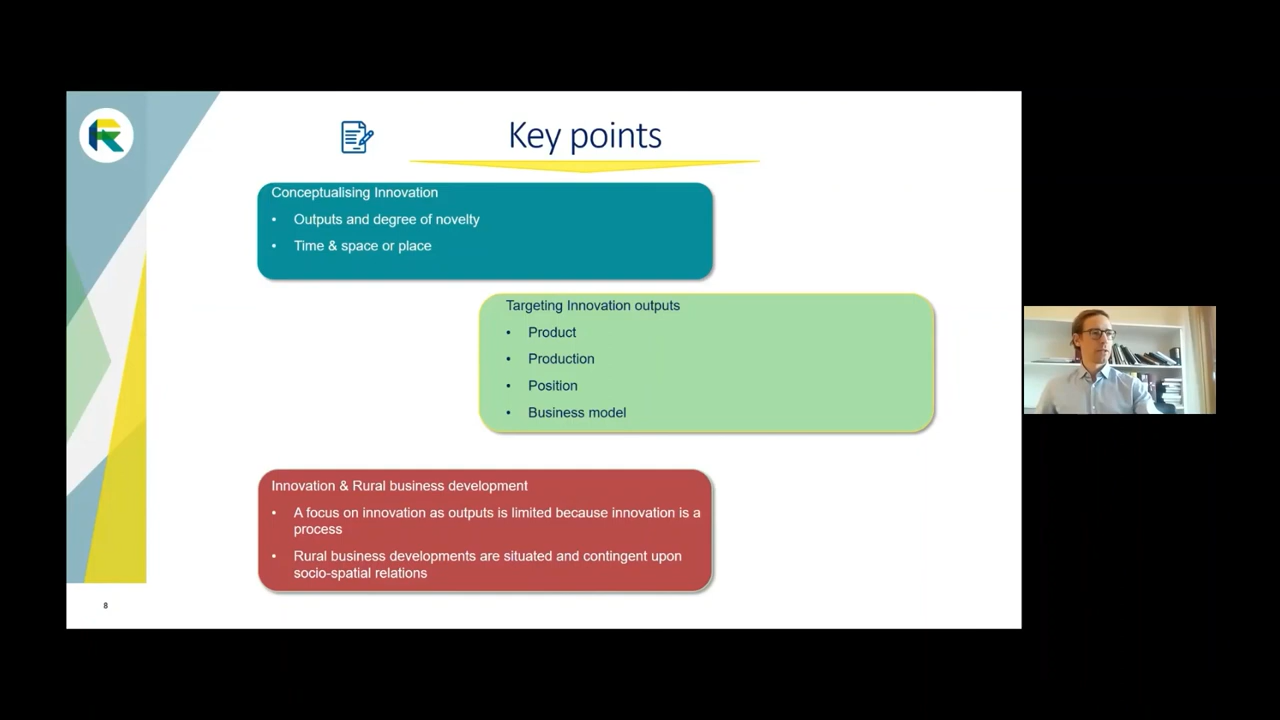 Key points
Conceptualising Innovation
• Outputs and degree of novelty
• Time & space or place
Targeting Innovation outputs
• Product
• Production
• Position
• Business model
Innovation & Rural business development
• A focus on innovation as outputs is limited because innovation is a
process
• Rural business developments are situated and contingent upon
socio-spatial relations
8